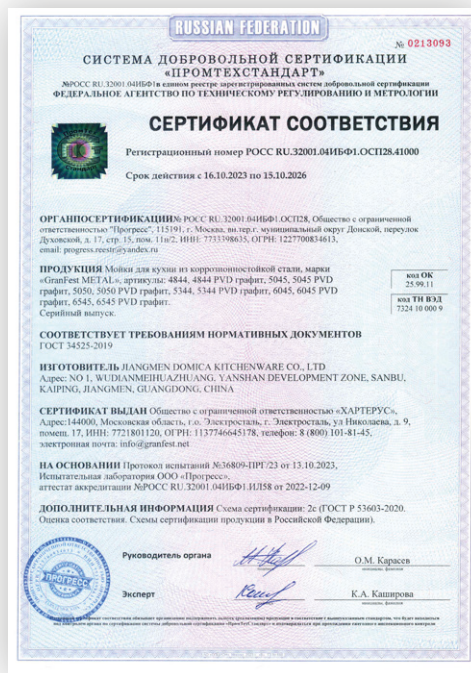 RUSSIAN FEDERATION
№ 0213093
СИСТЕМА ДОБРОВОЛЬНОЙ СЕРТИФИКАЦИИ
«ПРОМТЕХСТАНДАРТ»
№РОСС RU.32001.04ИБФ1в едином реестре зарегистрированных систем добровольной сертификации
ФЕДЕРАЛЬНОЕ АГЕНТСТВО ПО ТЕХНИЧЕСКОМУ РЕГУЛИРОВАНИЮ И МЕТРОЛОГИИ
СЕРТИФИКАТ СООТВЕТСТВИЯ
Регистрационный номер РОСС RU.32001.04ИБФ1.ОСП28.41000
Срок действия с 16.10.2023 по 15.10.2026
ОРГАНПОСЕРТИФИКАЦИИ№ РОСС RU.32001.04ИБФ1.ОСП28, Общество с ограниченной
ответственностью "Прогресс", 115191, г. Москва, вн.тер.г. муниципальный округ Донской, переулок
Духовской, д. 17, стр. 15, пом. 11н/2, ИНН: 7733398635, ОГРН: 1227700834613,
email: progress.reestr@yandex.ru
ПРОДУКЦИЯ Мойки для кухни из коррозионностойкой стали, марки
«GranFest METAL», артикулы: 4844, 4844 PVD графит, 5045, 5045 PVD
графит, 5050, 5050 PVD графит, 5344, 5344 PVD графит, 6045, 6045 PVD
графит, 6545, 6545 PVD графит.
Серийный выпуск.
код ОК
25.99.11
код ТН ВЭД
7324 10 000 9
СООТВЕТСТВУЕТ ТРЕБОВАНИЯМ НОРМАТИВНЫХ ДОКУМЕНТОВ
ГОСТ 34525-2019
ИЗГОТОВИТЕЛЬ JIANGMEN DOMICA KITCHENWARE CO., LTD
Адрес: NO 1, WUDIANMEIHUAZHUANG, YANSHAN DEVELOPMENT ZONE, SANBU,
KAIPING, JIANGMEN, GUANGDONG, CHINA
СЕРТИФИКАТ ВЫДАН Общество с ограниченной ответственностью «ХАРТЕРУС»,
Адрес:144000, Московская область, г.о. Электросталь, г. Электросталь, ул Николаева, д. 9,
помещ. 17, ИНН: 7721801120, ОГРН: 1137746645178, телефон: 8 (800) 101-81-45,
электронная почта: info@granfest.net
НА ОСНОВАНИИ Протокол испытаний №36809-ПРГ/23 от 13.10.2023,
Испытательная лаборатория ООО «Прогресс»,
аттестат аккредитации №РОСС RU.32001.04ИБФ1.ИЛ58 от 2022-12-09
ДОПОЛНИТЕЛЬНАЯ ИНФОРМАЦИЯ Схема сертификации: 2с (ГОСТ Р 53603-2020.
Оценка соответствия. Схемы сертификации продукции в Российской Федерации).
Руководитель органа
О.М. Карасев
Эксперт
К.А. Каширова
ПРОГРЕСС